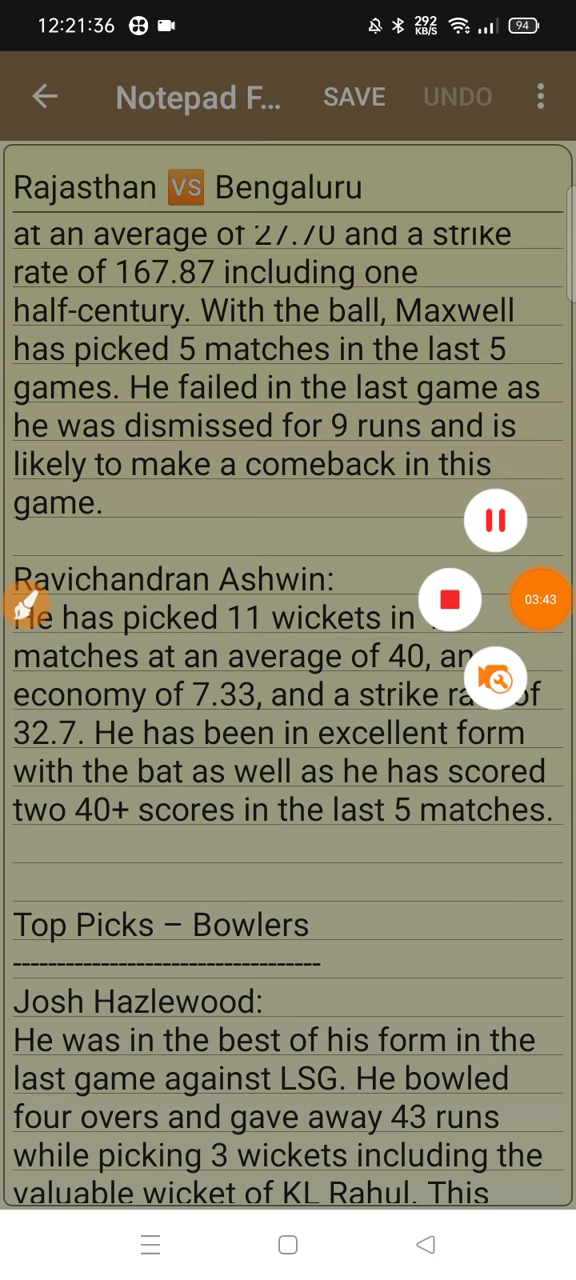 12:21:36 292 KB/S 94
Notepad F... SAVE UNDO
Rajasthan VS Bengaluru
at an average of 27.70 and a strike
rate of 167.87 including one
half-century. With the ball, Maxwell
has picked 5 matches in the last 5
games. He failed in the last game as
he was dismissed for 9 runs and is
likely to make a comeback in this
game.
Ravichandran Ashwin:
He has picked 11 wickets in
03:43
matches at an average of 40, an
economy of 7.33, and a strike ra of
32.7. He has been in excellent form
with the bat as well as he has scored
two 40+ scores in the last 5 matches.
Top Picks – Bowlers
-----------------------------------
Josh Hazlewood:
He was in the best of his form in the
last game against LSG. He bowled
four overs and gave away 43 runs
while picking 3 wickets including the
valuable wicket of KL Rahul. This